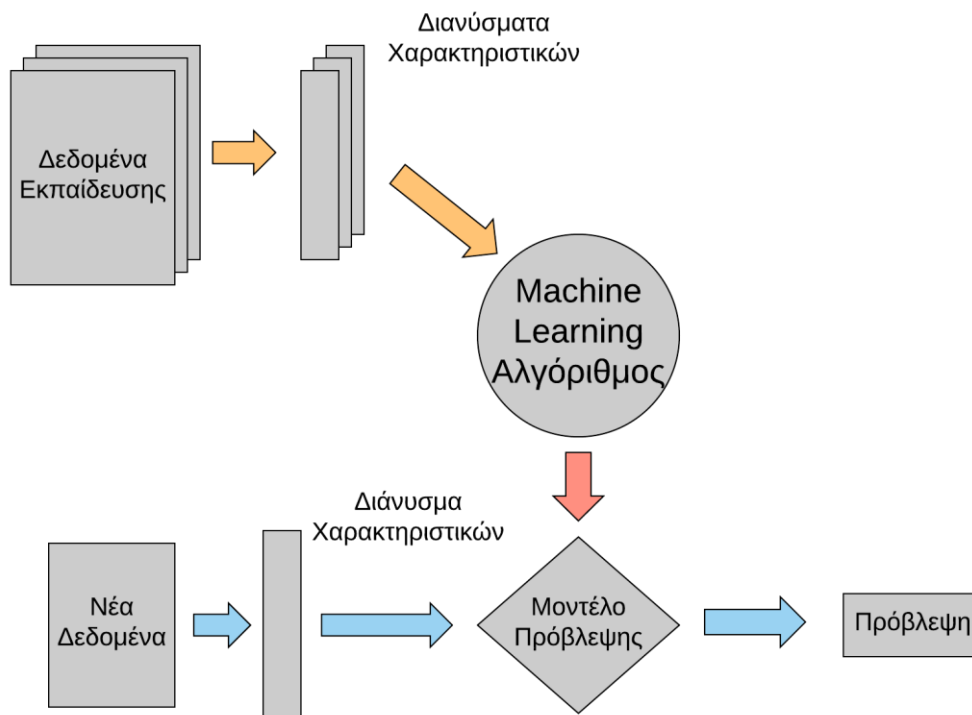 Διανύσματα
Χαρακτηριστικών
Δεδομένα
Εκπαίδευσης
Machine
Learning
Αλγόριθμος
Διάνυσμα
Χαρακτηριστικών
Νέα
Δεδομένα
Μοντέλο
Πρόβλεψης
Πρόβλεψη